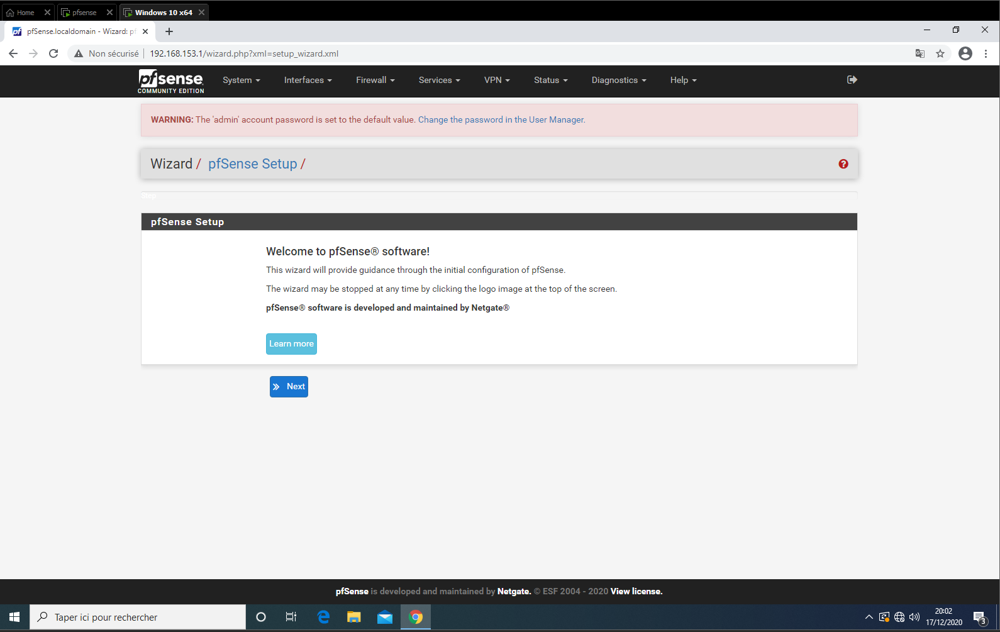 Home
pfsense
Windows 10 x64
pfSense.localdomain - Wizard: pf
Non sécurisé
192.168.153.1/wizard.php?xml=setup_wizard.xml
pfsense
COMMUNITY EDITION
System
Interfaces
Firewall
Services
VPN
Status
Diagnostics
Help
WARNING: The 'admin' account password is set to the default value. Change the password in the User Manager.
Wizard / pfSense Setup /
Step
pfSense Setup
Welcome to pfSense® software!
This wizard will provide guidance through the initial configuration of pfSense.
The wizard may be stopped at any time by clicking the logo image at the top of the screen.
pfSense® software is developed and maintained by Netgate®
Learn more
Next
pfSense is developed and maintained by Netgate. © ESF 2004 - 2020 View license.
Taper ici pour rechercher
20:02
17/12/2020
3